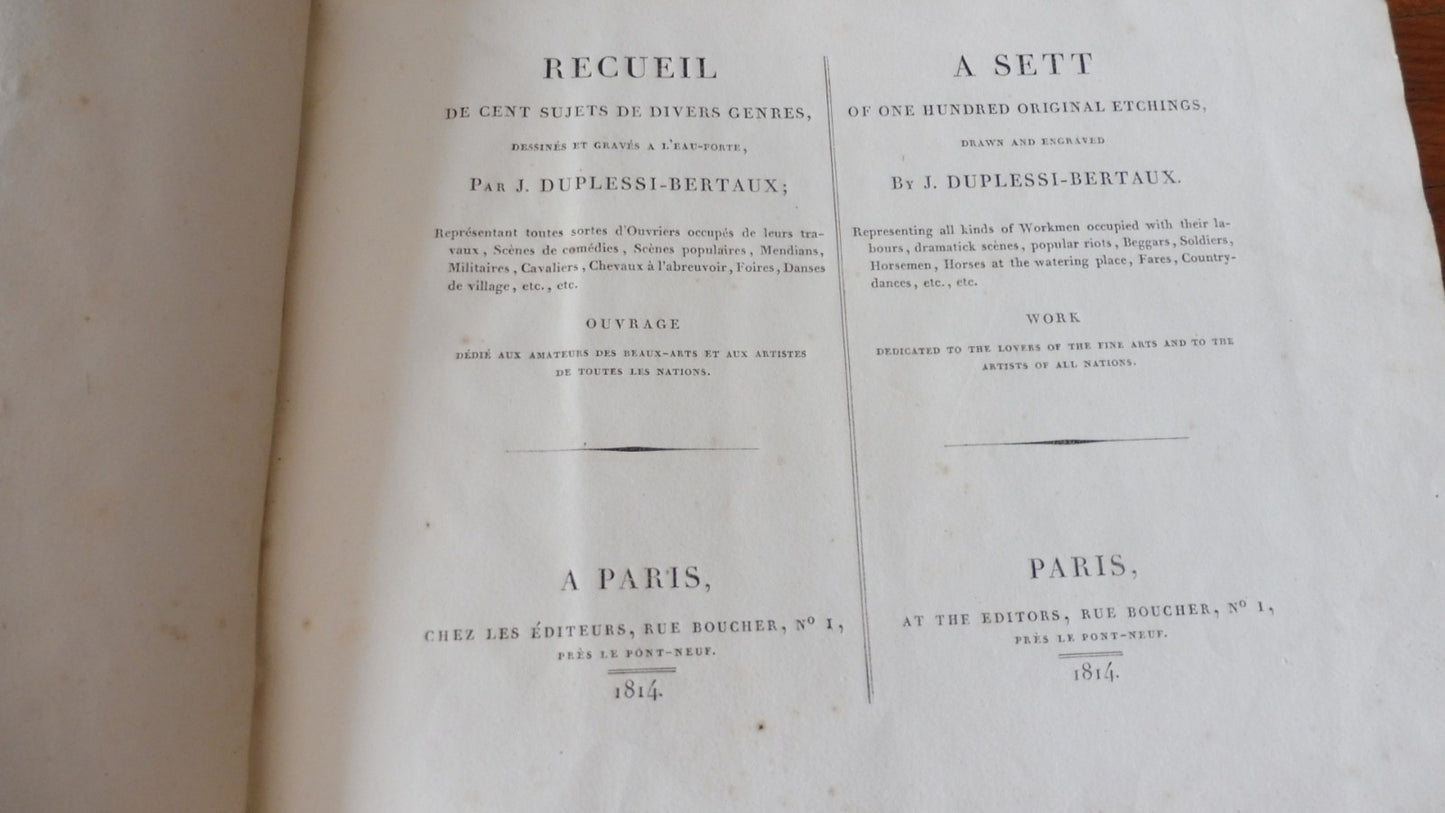 RECUEIL
DE CENT SUJETS DE DIVERS GENRES,
DESSINÉS ET GRAVÉS A L'EAU-FORTE,
PAR J. DUPLESSI-BERTAUX;
Représentant toutes sortes d'Ouvriers occupés de leurs tra-
vaux, Scènes de comédies, Scènes populaires, Mendians,
Militaires, Cavaliers, Chevaux à l'abreuvoir, Foires, Danses
de village, etc., etc.
OUVRAGE
DÉDIÉ AUX AMATEURS DES BEAUX-ARTS ET AUX ARTISTES
DE TOUTES LES NATIONS.
A PARIS,
CHEZ LES ÉDITEURS, RUE BOUCHER, Nº 1,
PRÈS LE PONT-NEUF.
1814.
A SETT
OF ONE HUNDRED ORIGINAL ETCHINGS,
DRAWN AND ENGRAVED
BY J. DUPLESSI-BERTAUX.
Representing all kinds of Workmen occupied with their la-
bours, dramatick scènes, popular riots, Beggars, Soldiers,
Horsemen, Horses at the watering place, Fares, Country-
dances, etc., etc.
WORK
DEDICATED TO THE LOVERS OF THE FINE ARTS AND TO THE
ARTISTS OF ALL NATIONS.
PARIS,
AT THE EDITORS, RUE BOUCHER, Nº 1,
PRÈS LE PONT-NEUF.
1814.